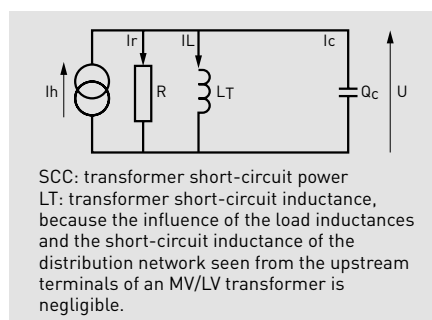 Ir IL Ic
Ih R LT Qc U
SCC: transformer short-circuit power
LT: transformer short-circuit inductance,
because the influence of the load inductances
and the short-circuit inductance of the
distribution network seen from the upstream
terminals of an MV/LV transformer is
negligible.